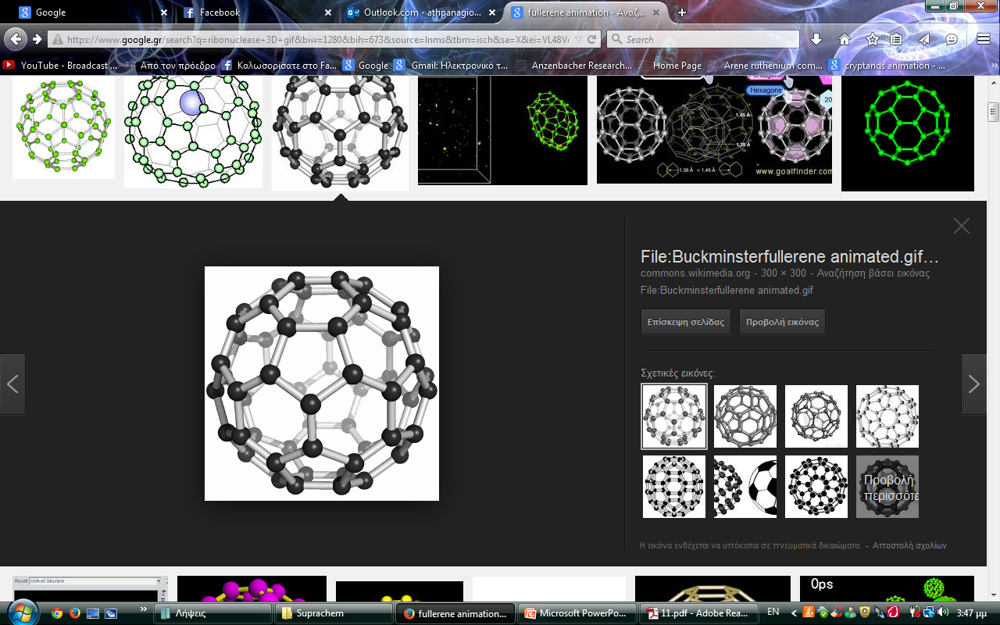 Google
Facebook
Outlook.com - athpanagio...
fullerene animation - Αναζ...
https://www.google.gr/search?q=ribonuclease+3D+gif&biw=1280&bih=673&source=lnms&tbm=isch&sa=X&ei=VL48V
Search
YouTube - Broadcast ...
Από τον πρόεδρο
Καλωσορίσατε στο Fa...
Google
Gmail: Ηλεκτρονικό τ...
Anzenbacher Research...
Home Page
Arene ruthenium com...
cryptands animation - ...
Hexagons
20
1.45 Å
1.38 Å
1.38 Å < 1.45 Å
www.goalfinder.com
File:Buckminsterfullerene animated.gif…
commons.wikimedia.org - 300 × 300 - Αναζήτηση βάσει εικόνας
File:Buckminsterfullerene animated.gif
Επίσκεψη σελίδας
Προβολή εικόνας
Σχετικές εικόνες:
Προβολή
περισσότε
Η εικόνα ενδέχεται να υπόκειται σε πνευματικά δικαιώματα. - Αποστολή σχολίων
Unitcell Structure
Ops
Λήψεις
Suprachem
fullerene animation...
Microsoft PowerPo...
11.pdf - Adobe Rea...
EN
3:47 μμ